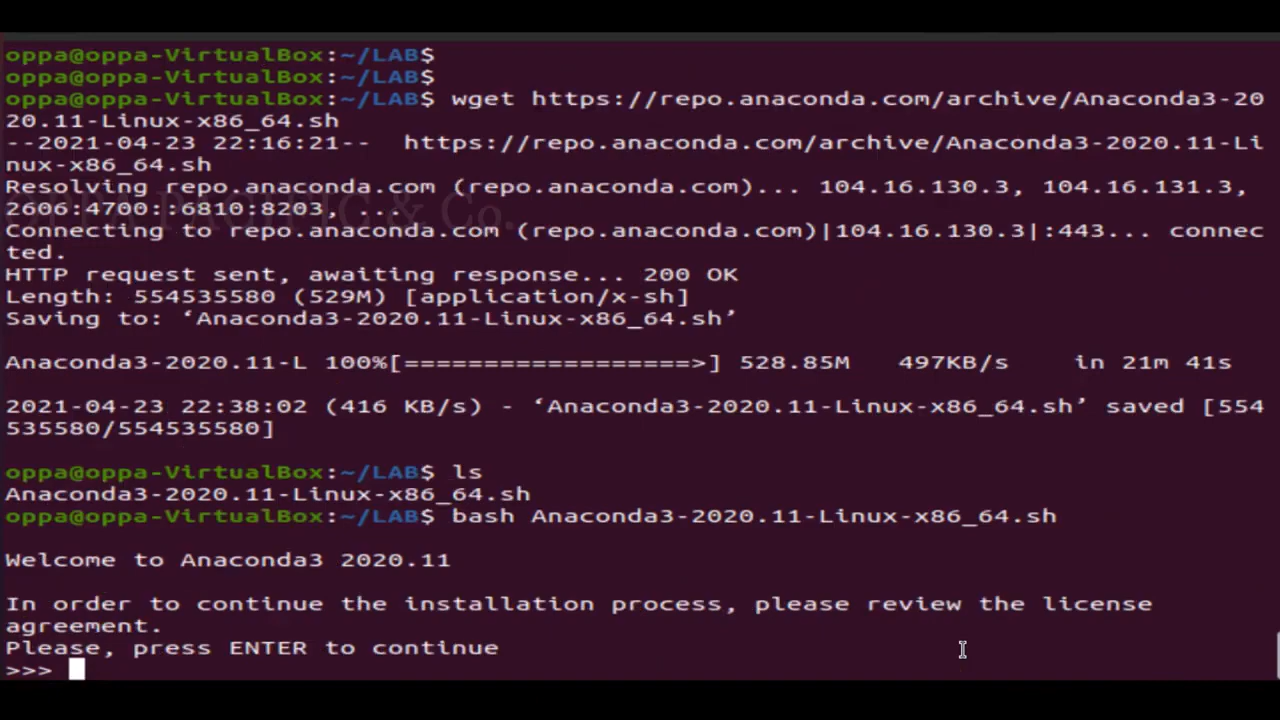 oppa@oppa-VirtualBox:~/LAB$
oppa@oppa-VirtualBox:~/LAB$
oppa@oppa-VirtualBox:~/LAB$ wget https://repo.anaconda.com/archive/Anaconda3-20
20.11-Linux-x86_64.sh
--2021-04-23 22:16:21--  https://repo.anaconda.com/archive/Anaconda3-2020.11-Li
nux-x86_64.sh
Resolving repo.anaconda.com (repo.anaconda.com)... 104.16.130.3, 104.16.131.3,
2606:4700::6810:8203, ...
& Co.
Connecting to repo.anaconda.com (repo.anaconda.com)|104.16.130.3|:443... connec
ted.
HTTP request sent, awaiting response... 200 OK
Length: 554535580 (529M) [application/x-sh]
Saving to: ‘Anaconda3-2020.11-Linux-x86_64.sh’
Anaconda3-2020.11-L 100%[==================>] 528.85M   497KB/s    in 21m 41s
2021-04-23 22:38:02 (416 KB/s) - ‘Anaconda3-2020.11-Linux-x86_64.sh’ saved [554
535580/554535580]
oppa@oppa-VirtualBox:~/LAB$ ls
Anaconda3-2020.11-Linux-x86_64.sh
oppa@oppa-VirtualBox:~/LAB$ bash Anaconda3-2020.11-Linux-x86_64.sh
Welcome to Anaconda3 2020.11
In order to continue the installation process, please review the license
agreement.
Please, press ENTER to continue
>>>